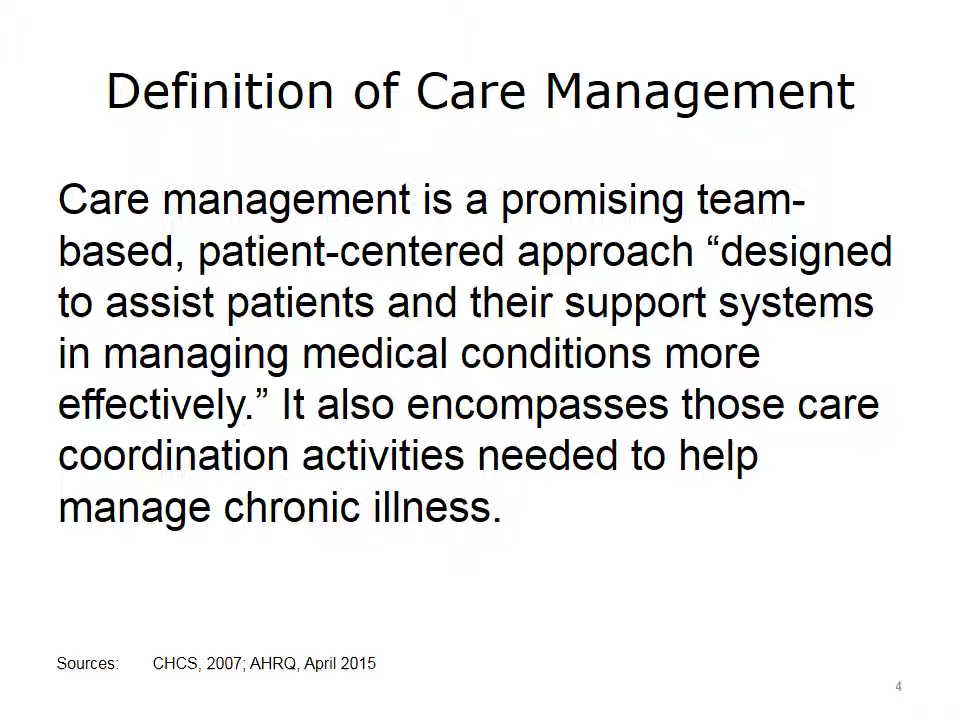 Definition of Care Management
Care management is a promising team-
based, patient-centered approach “designed
to assist patients and their support systems
in managing medical conditions more
effectively.” It also encompasses those care
coordination activities needed to help
manage chronic illness.
Sources: CHCS, 2007; AHRQ, April 2015
4